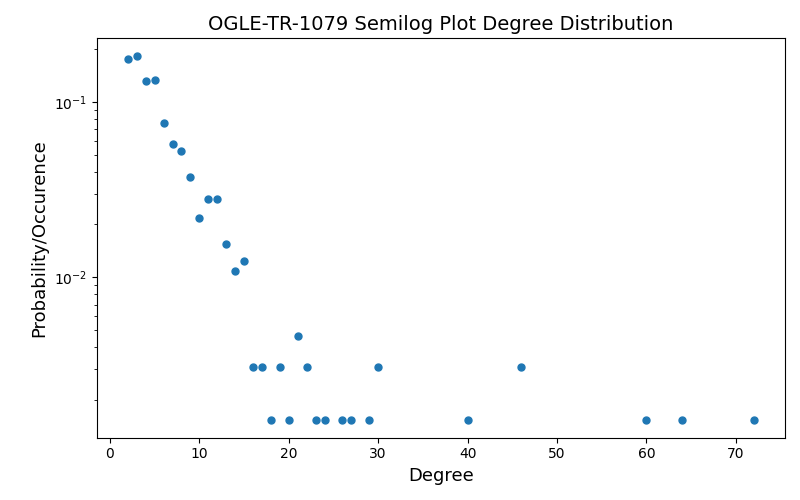 OGLE-TR-1079 Semilog Plot Degree Distribution
Probability/Occurence
10⁻¹
10⁻²
0 10 20 30 40 50 60 70
Degree